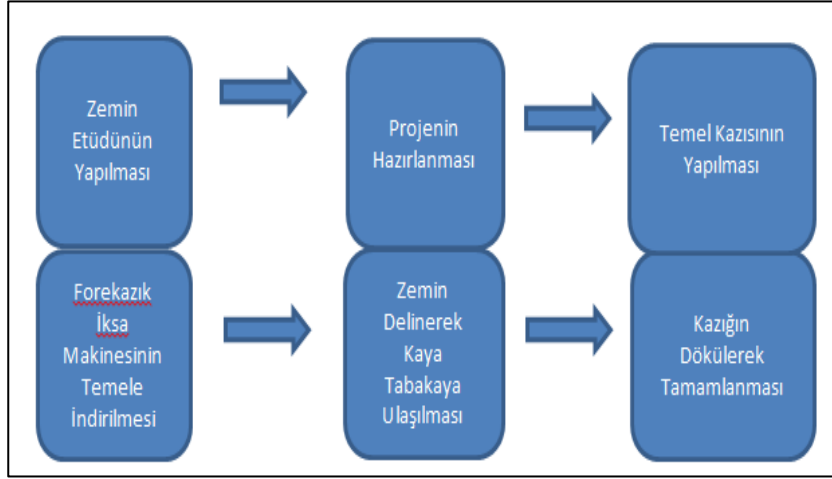 Zemin
Etüdünün
Yapılması
Projenin
Hazırlanması
Temel Kazısının
Yapılması
Forekazık
İksa
Makinesinin
Temele
İndirilmesi
Zemin
Delinerek
Kaya
Tabakaya
Ulaşılması
Kazığın
Dökülerek
Tamamlanması